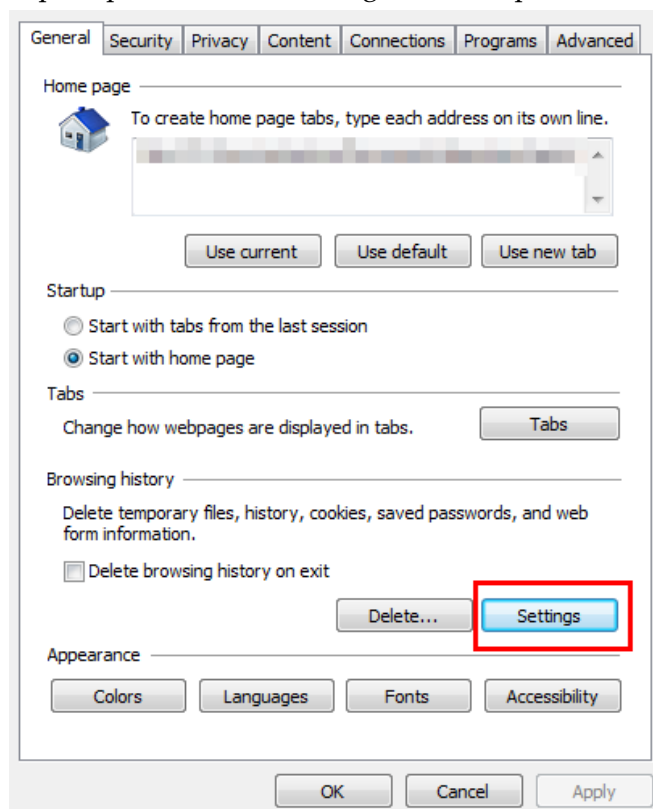 General Security Privacy Content Connections Programs Advanced
Home page
To create home page tabs, type each address on its own line.
Use current Use default Use new tab
Startup
Start with tabs from the last session
Start with home page
Tabs
Change how webpages are displayed in tabs. Tabs
Browsing history
Delete temporary files, history, cookies, saved passwords, and web
form information.
Delete browsing history on exit
Delete... Settings
Appearance
Colors Languages Fonts Accessibility
OK Cancel Apply